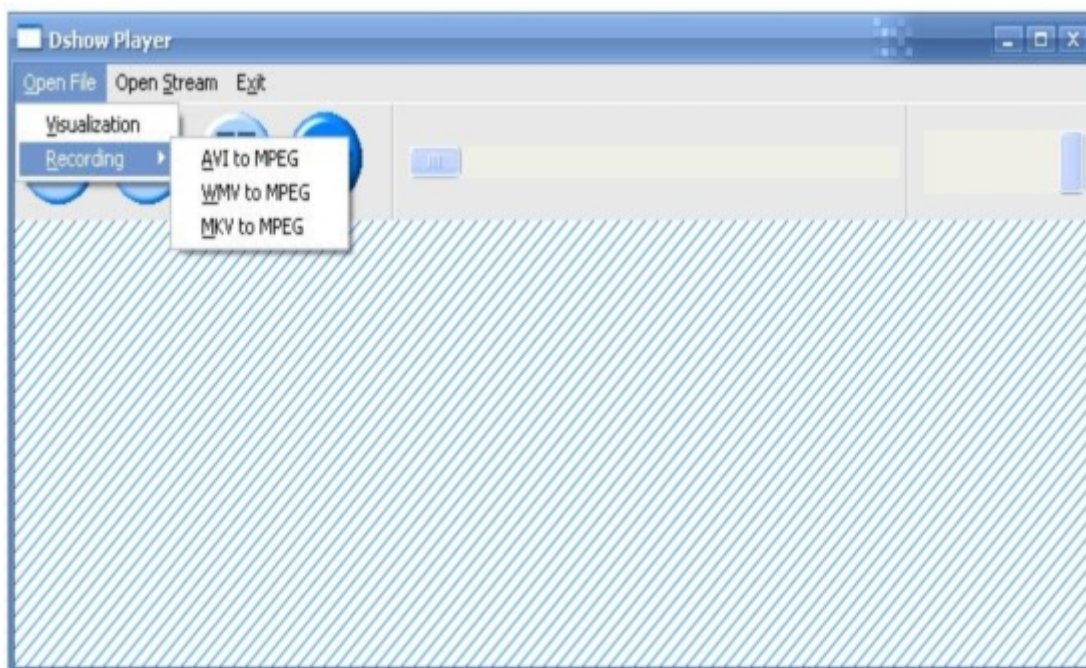 Dshow Player
Open File Open Stream Exit
Visualization
Recording
AVI to MPEG
WMV to MPEG
MKV to MPEG